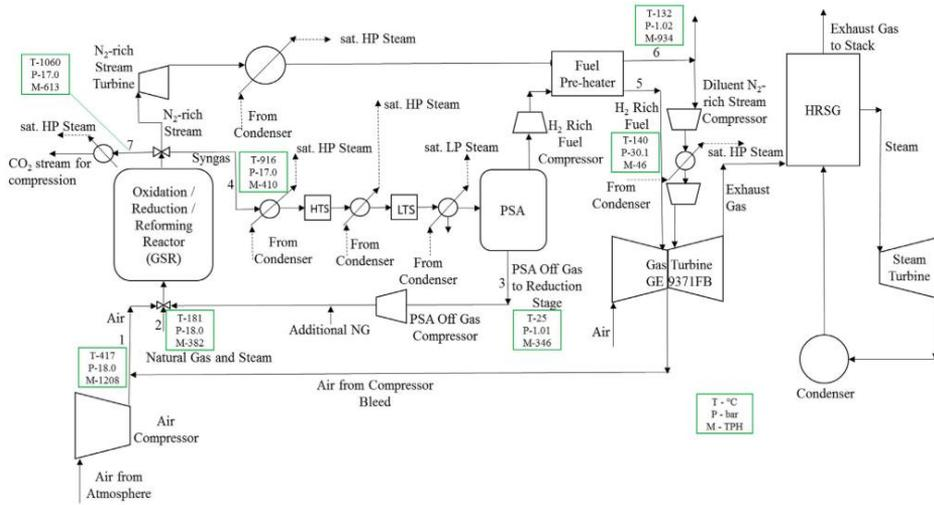 T-132
P-1.02
M-934
6
Exhaust Gas
to Stack
N2-rich
Stream
Turbine
sat. HP Steam
T-1060
P-17.0
M-613
Fuel
Pre-heater
5
Diluent N2-
rich Stream
Compressor
HRSG
From
Condenser
sat. HP Steam
H2 Rich
Fuel
H2 Rich
Fuel
Compressor
N2-rich
Stream
sat. HP Steam
7
CO2 stream for
compression
Syngas
4
T-916
P-17.0
M-410
sat. HP Steam
sat. LP Steam
T-140
P-30.1
M-46
sat. HP Steam
Steam
From
Condenser
Exhaust
Gas
Oxidation /
Reduction /
Reforming
Reactor
(GSR)
HTS
LTS
PSA
From
Condenser
From
Condenser
From
Condenser
Gas Turbine
GE 9371FB
Steam
Turbine
3
PSA Off Gas
to Reduction
Stage
Air
1
2
T-181
P-18.0
M-382
Natural Gas and Steam
Additional NG
PSA Off Gas
Compressor
T-25
P-1.01
M-346
Air
T-417
P-18.0
M-1208
Air from Compressor
Bleed
Condenser
T - °C
P - bar
M - TPH
Air
Compressor
Air from
Atmosphere